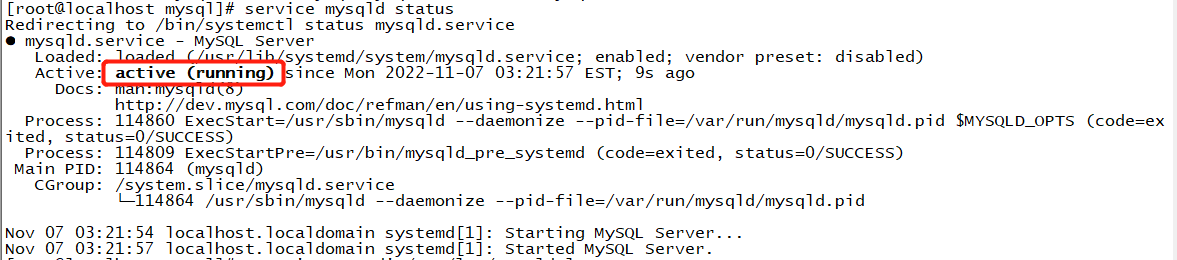 [root@localhost mysql]# service mysqld status
Redirecting to /bin/systemctl status mysqld.service
● mysqld.service - MySQL Server
Loaded: loaded (/usr/lib/systemd/system/mysqld.service; enabled; vendor preset: disabled)
Active: active (running) since Mon 2022-11-07 03:21:57 EST; 9s ago
Docs: man:mysqld(8)
http://dev.mysql.com/doc/refman/en/using-systemd.html
Process: 114860 ExecStart=/usr/sbin/mysqld --daemonize --pid-file=/var/run/mysqld/mysqld.pid $MYSQLD_OPTS (code=ex
ited, status=0/SUCCESS)
Process: 114809 ExecStartPre=/usr/bin/mysqld_pre_systemd (code=exited, status=0/SUCCESS)
Main PID: 114864 (mysqld)
CGroup: /system.slice/mysqld.service
└─114864 /usr/sbin/mysqld --daemonize --pid-file=/var/run/mysqld/mysqld.pid
Nov 07 03:21:54 localhost.localdomain systemd[1]: Starting MySQL Server...
Nov 07 03:21:57 localhost.localdomain systemd[1]: Started MySQL Server.